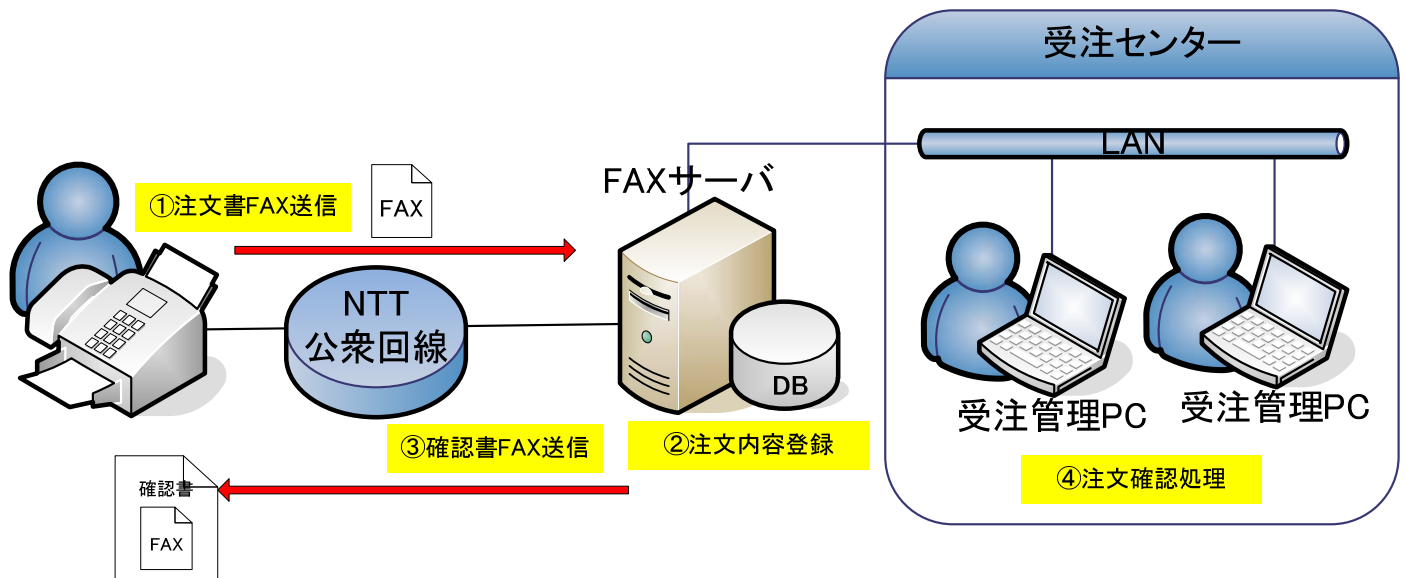 受注センター
LAN
FAXサーバ
①注文書FAX送信
FAX
NTT
公衆回線
DB
受注管理PC
受注管理PC
③確認書FAX送信
②注文内容登録
④注文確認処理
確認書
FAX